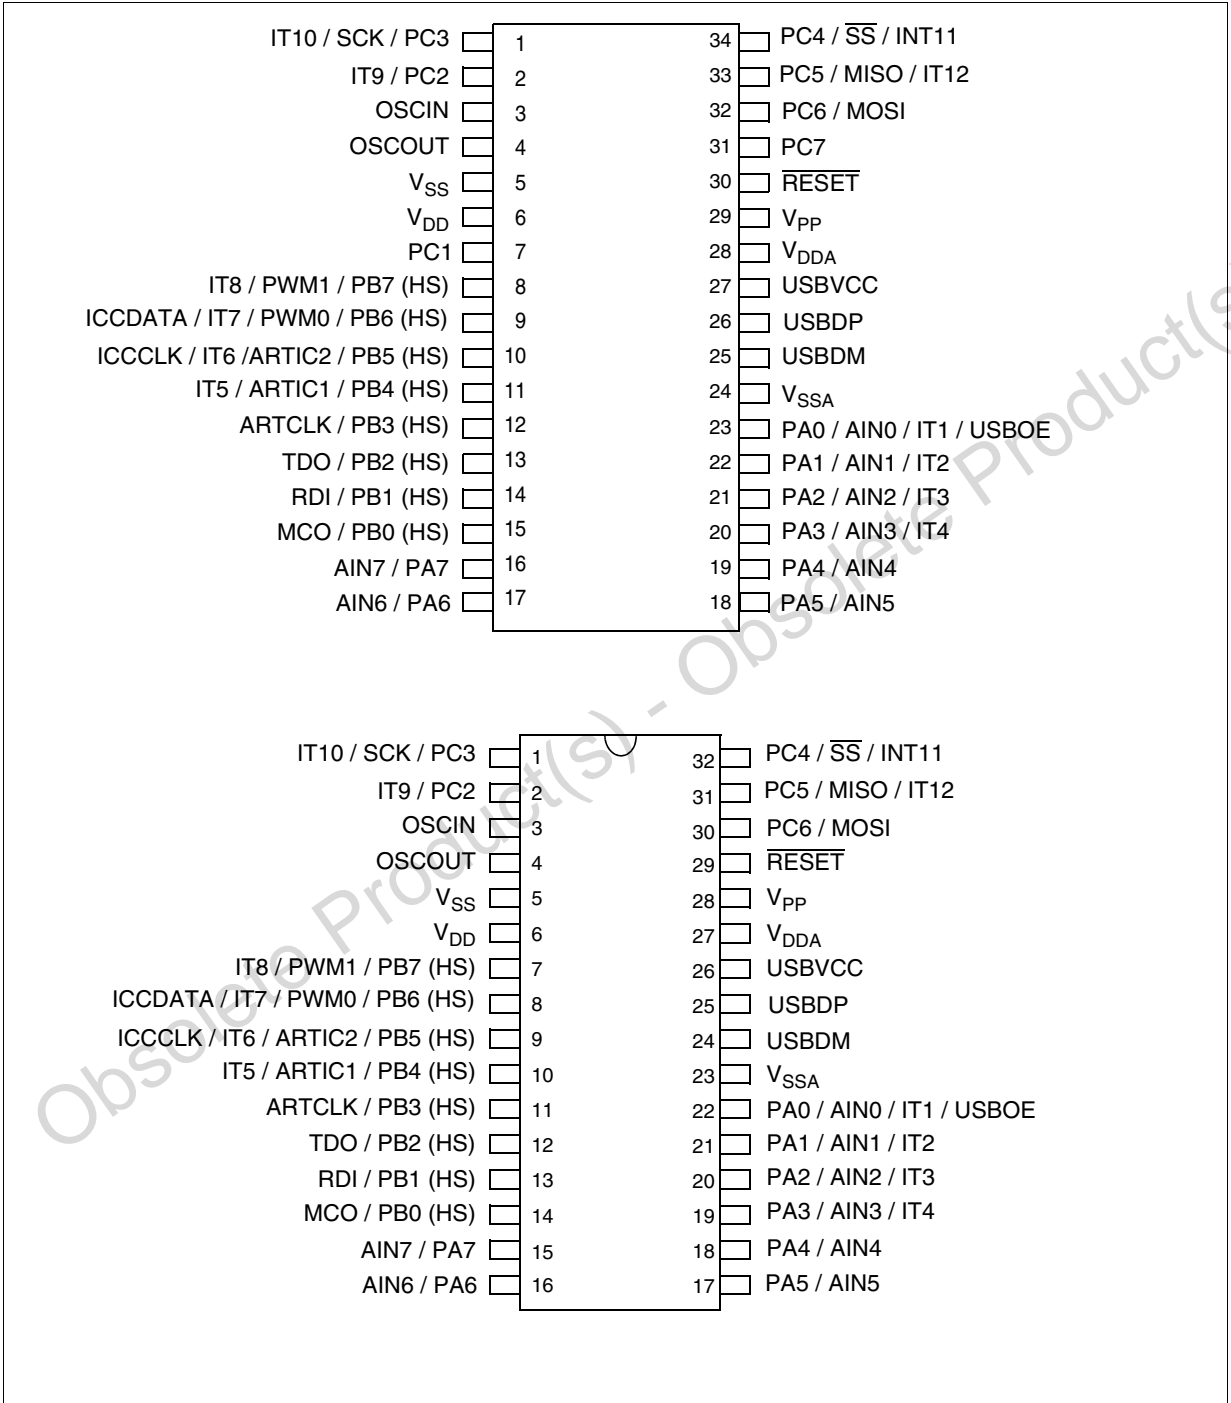 IT10 / SCK / PC3 1 34 PC4 / SS / INT11
IT9 / PC2 2 33 PC5 / MISO / IT12
OSCIN 3 32 PC6 / MOSI
OSCOUT 4 31 PC7
VSS 5 30 RESET
VDD 6 29 VPP
PC1 7 28 VDDA
IT8 / PWM1 / PB7 (HS) 8 27 USBVCC
ICCDATA / IT7 / PWM0 / PB6 (HS) 9 26 USBDP
ICCCLK / IT6 /ARTIC2 / PB5 (HS) 10 25 USBDM
IT5 / ARTIC1 / PB4 (HS) 11 24 VSSA
ARTCLK / PB3 (HS) 12 23 PA0 / AIN0 / IT1 / USBOE
TDO / PB2 (HS) 13 22 PA1 / AIN1 / IT2
RDI / PB1 (HS) 14 21 PA2 / AIN2 / IT3
MCO / PB0 (HS) 15 20 PA3 / AIN3 / IT4
AIN7 / PA7 16 19 PA4 / AIN4
AIN6 / PA6 17 18 PA5 / AIN5
IT10 / SCK / PC3 1 32 PC4 / SS / INT11
IT9 / PC2 2 31 PC5 / MISO / IT12
OSCIN 3 30 PC6 / MOSI
OSCOUT 4 29 RESET
VSS 5 28 VPP
VDD 6 27 VDDA
IT8 / PWM1 / PB7 (HS) 7 26 USBVCC
ICCDATA / IT7 / PWM0 / PB6 (HS) 8 25 USBDP
ICCCLK / IT6 / ARTIC2 / PB5 (HS) 9 24 USBDM
IT5 / ARTIC1 / PB4 (HS) 10 23 VSSA
ARTCLK / PB3 (HS) 11 22 PA0 / AIN0 / IT1 / USBOE
TDO / PB2 (HS) 12 21 PA1 / AIN1 / IT2
RDI / PB1 (HS) 13 20 PA2 / AIN2 / IT3
MCO / PB0 (HS) 14 19 PA3 / AIN3 / IT4
AIN7 / PA7 15 18 PA4 / AIN4
AIN6 / PA6 16 17 PA5 / AIN5
Obsolete Product(s) - Obsolete Product(s